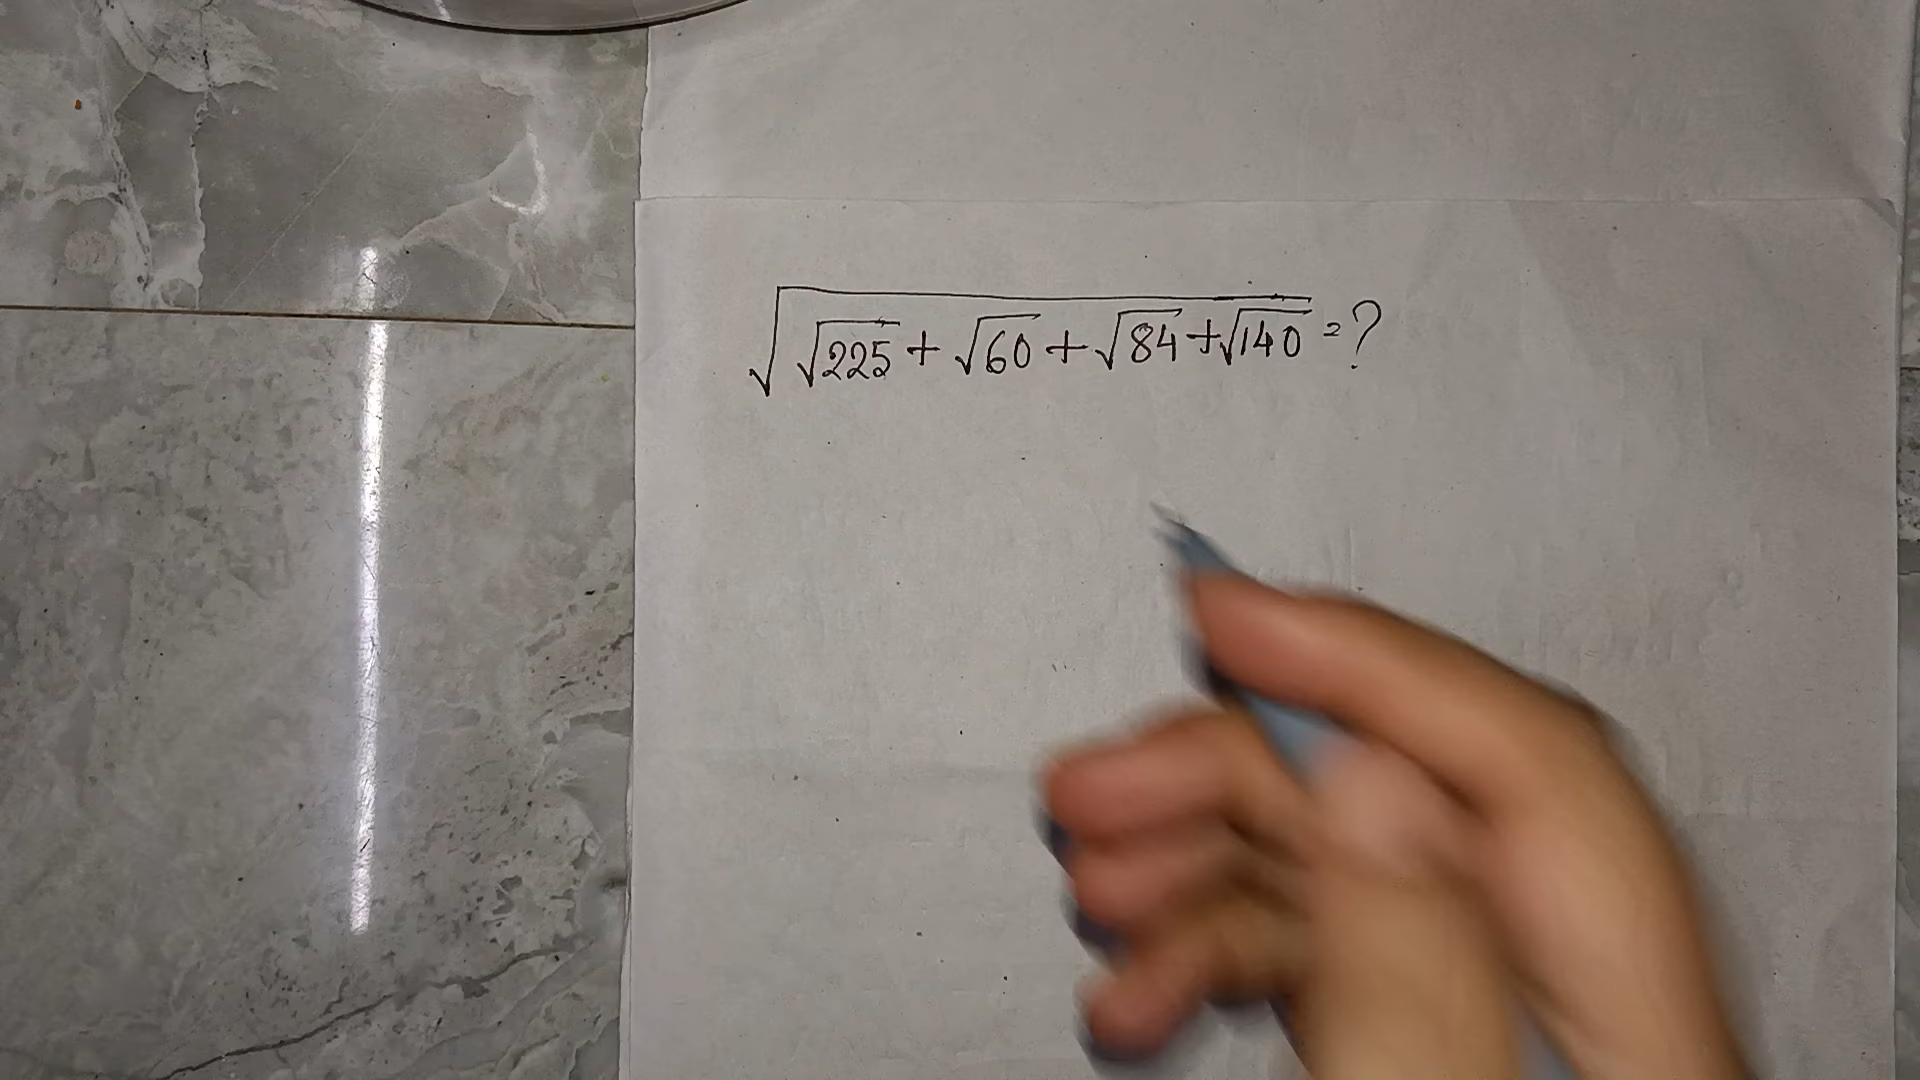 √(√225 + √60 + √84 + √140) = ?